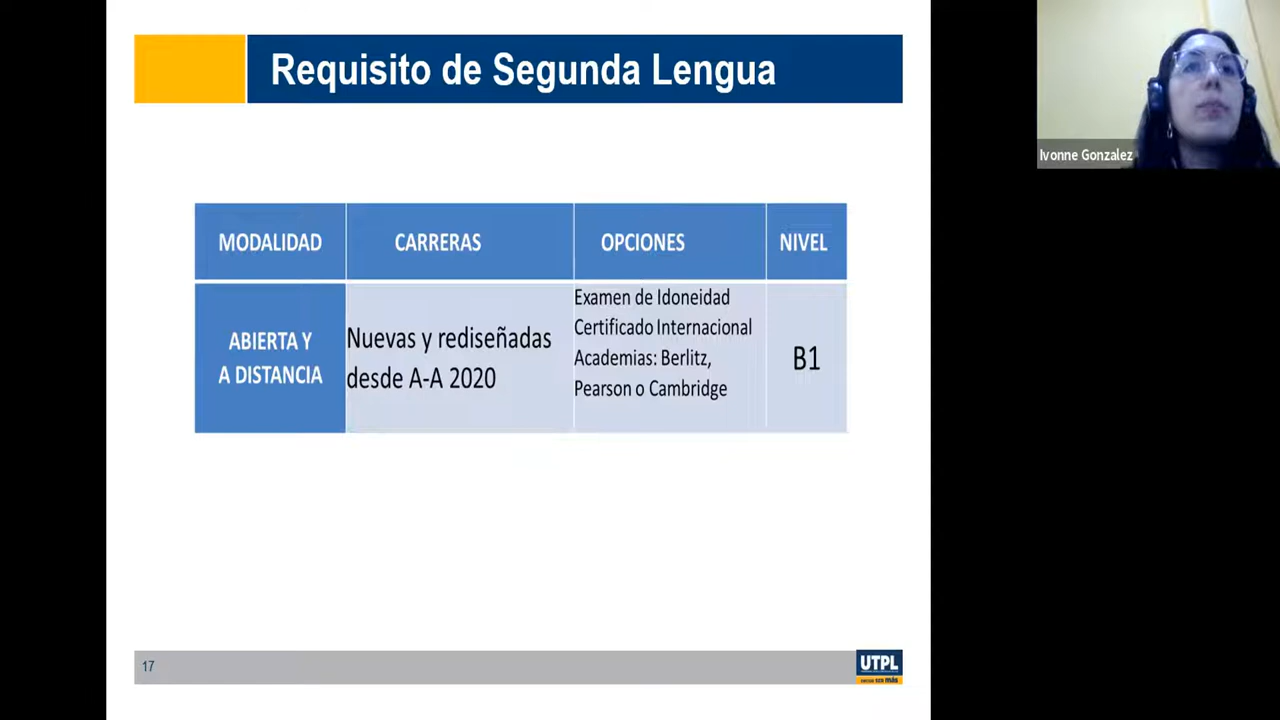 Requisito de Segunda Lengua
Ivonne Gonzalez
MODALIDAD
CARRERAS
OPCIONES
NIVEL
ABIERTA Y
A DISTANCIA
Nuevas y rediseñadas
desde A-A 2020
Examen de Idoneidad
Certificado Internacional
Academias: Berlitz,
Pearson o Cambridge
B1
17
UTPL